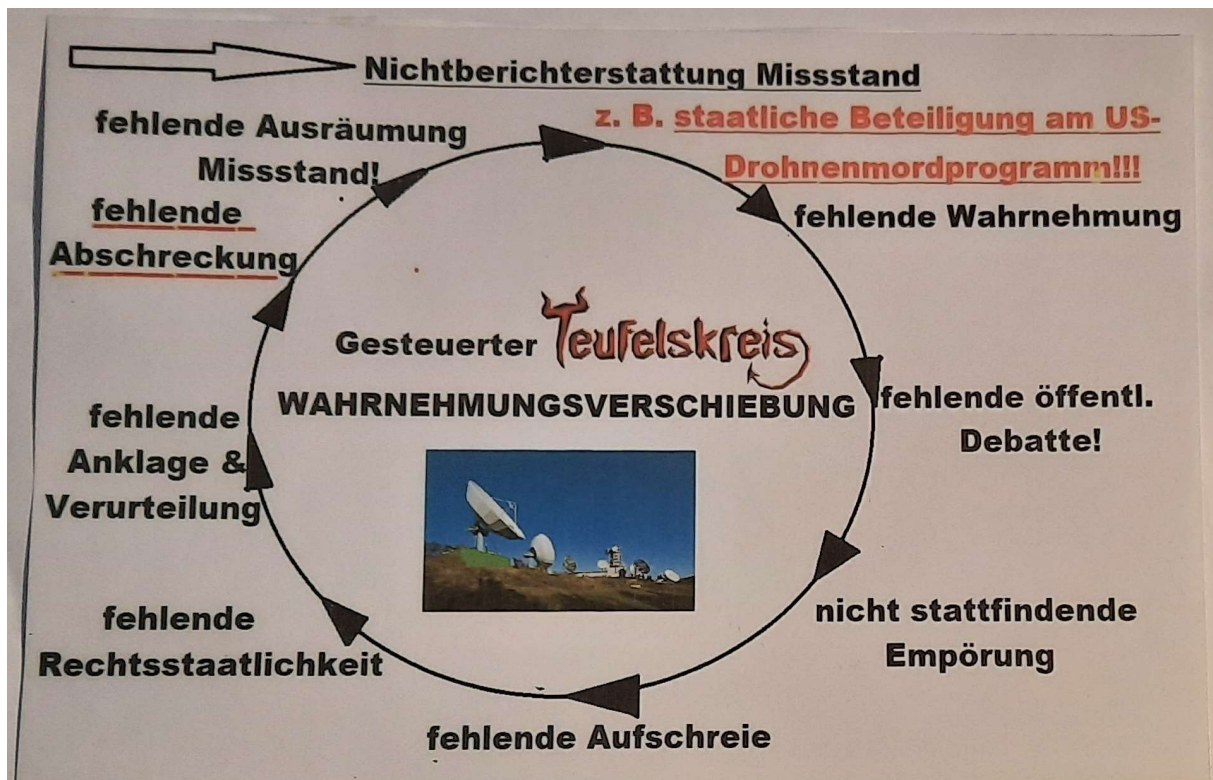 Nichtberichterstattung Missstand
z. B. staatliche Beteiligung am US-
Drohnenmordprogramm!!!
fehlende Wahrnehmung
fehlende öffentl.
Debatte!
nicht stattfindende
Empörung
fehlende Aufschreie
fehlende
Rechtsstaatlichkeit
fehlende
Anklage &
Verurteilung
fehlende
Abschreckung
fehlende Ausräumung
Missstand!
Gesteuerter Teufelskreis
WAHRNEHMUNGSVERSCHIEBUNG